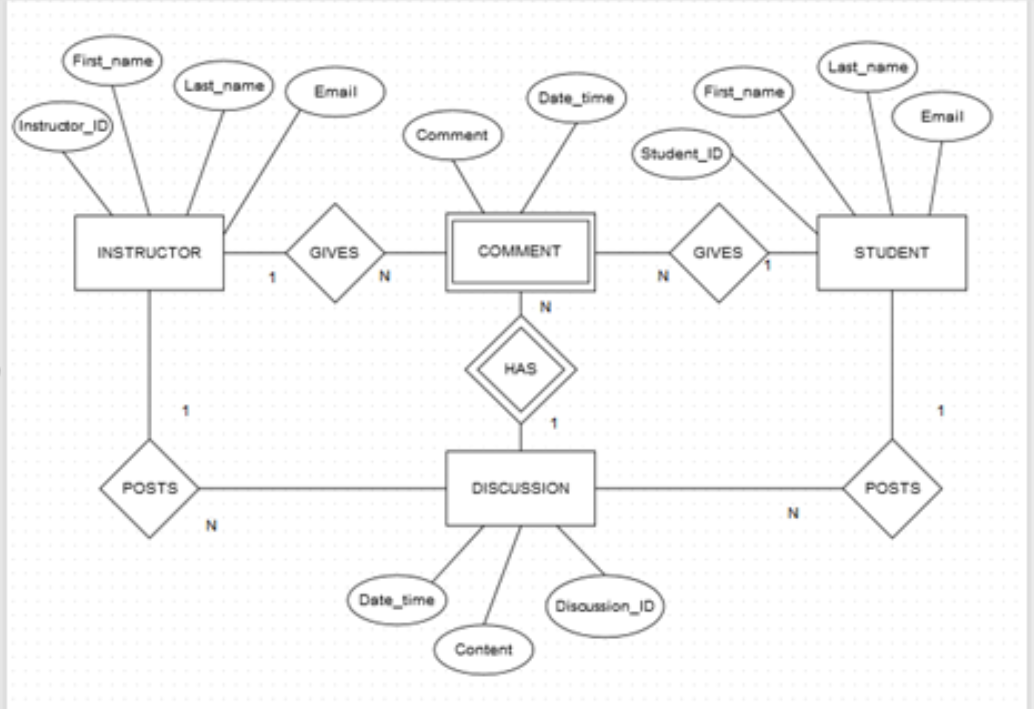 First_name
Last_name
Email
Instructor_ID
Comment
Date_time
First_name
Last_name
Email
Student_ID
INSTRUCTOR
GIVES
COMMENT
GIVES
STUDENT
1
N
N
1
N
HAS
1
1
1
POSTS
DISCUSSION
POSTS
N
N
Date_time
Content
Discussion_ID